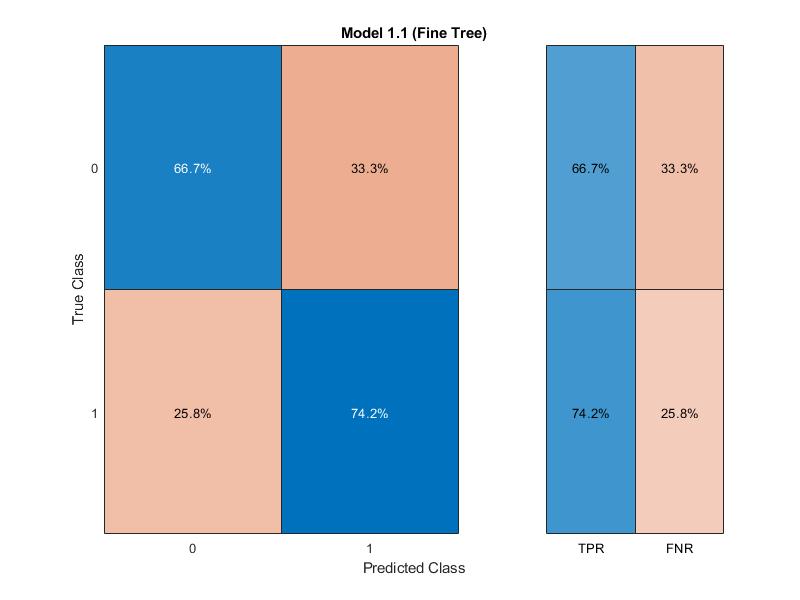 Model 1.1 (Fine Tree)
True Class
0
66.7%
33.3%
66.7%
33.3%
1
25.8%
74.2%
74.2%
25.8%
0
1
TPR
FNR
Predicted Class